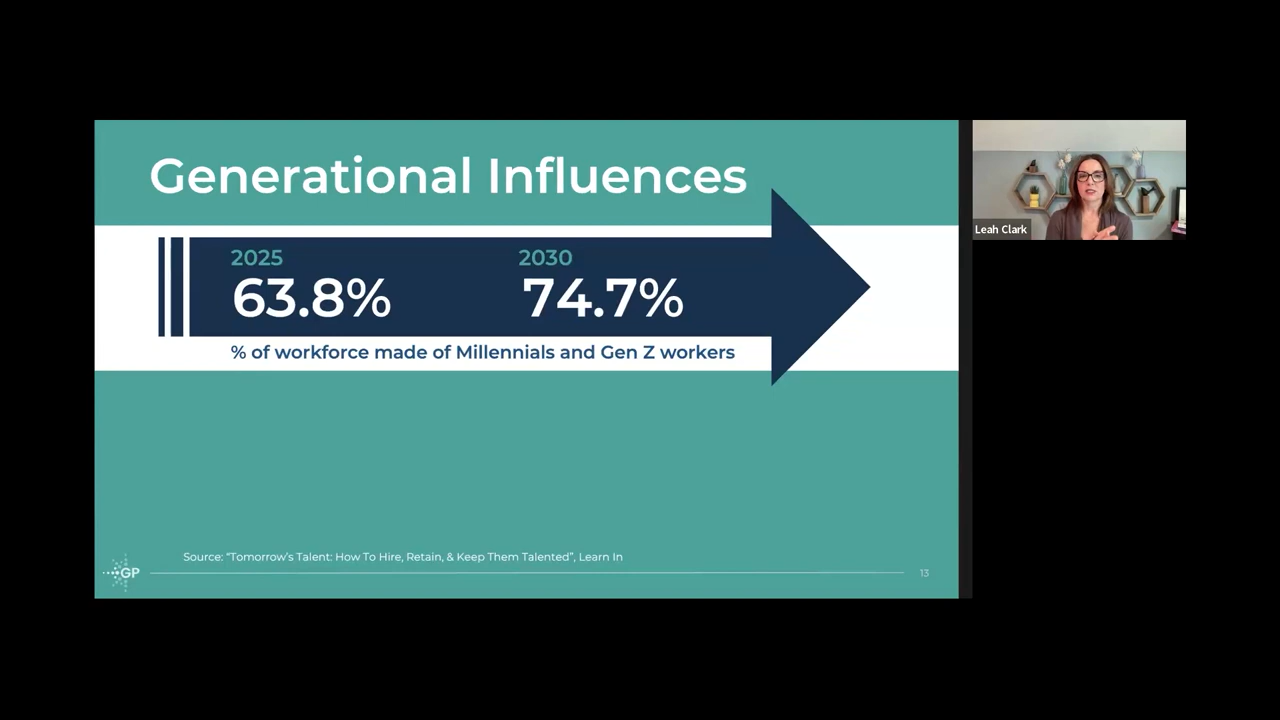 Generational Influences
2025
63.8%
2030
74.7%
% of workforce made of Millennials and Gen Z workers
Source: “Tomorrow’s Talent: How To Hire, Retain, & Keep Them Talented”, Learn In
GP
13
Leah Clark